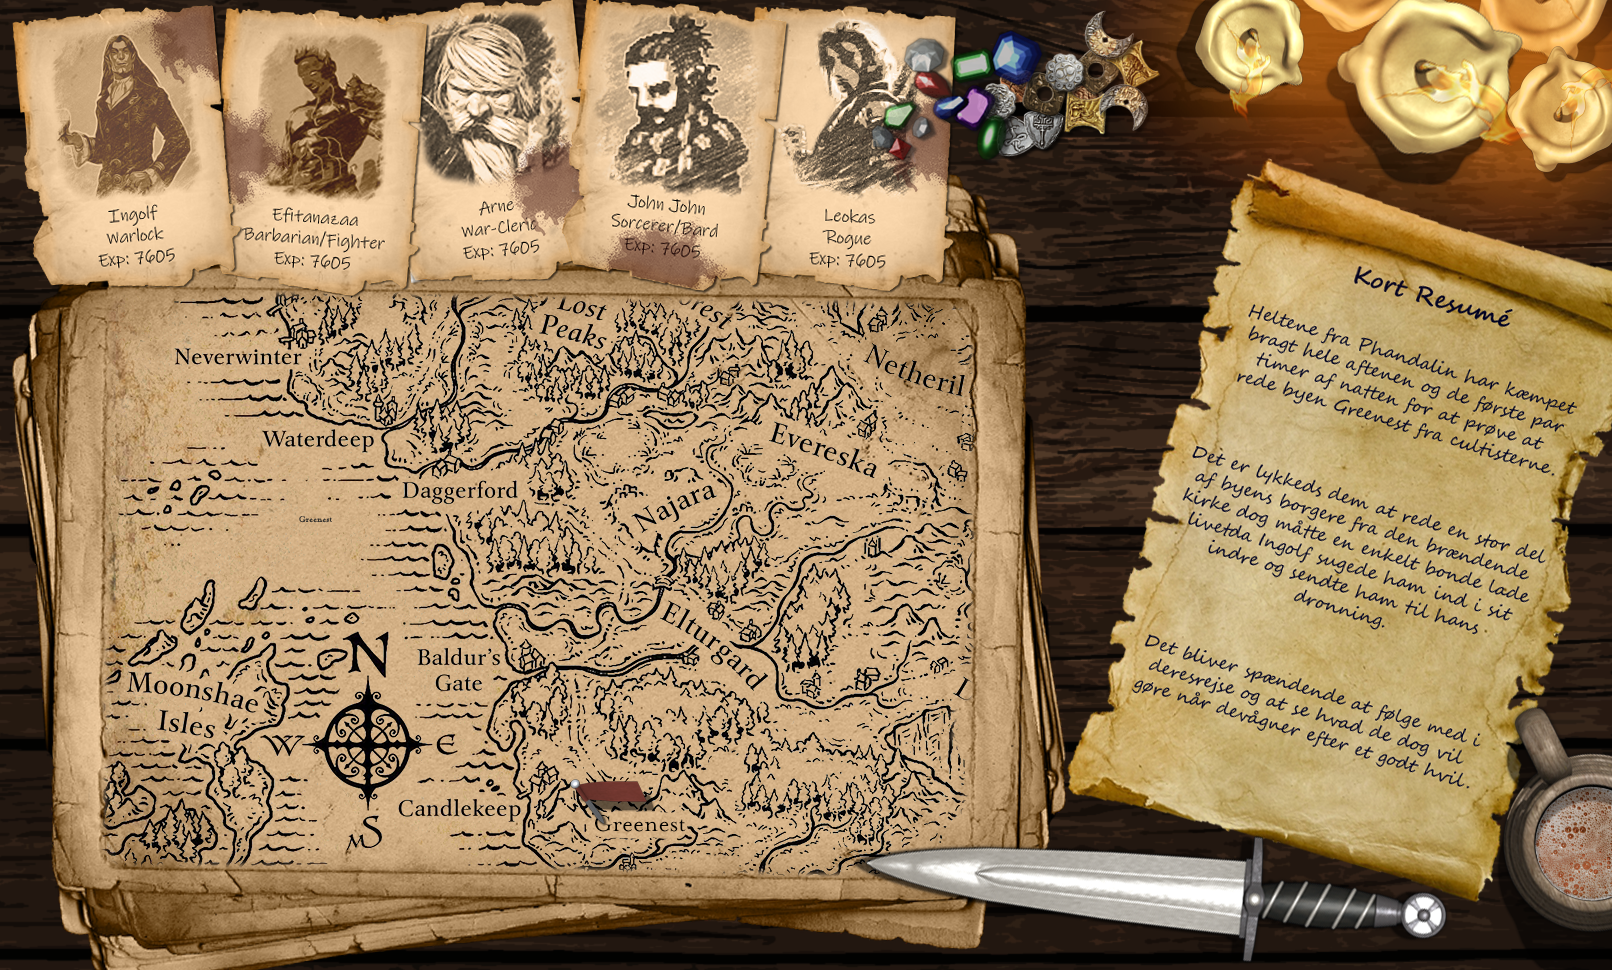 Ingolf
Warlock
Exp: 7605
Efitanazaa
Barbarian/Fighter
Exp: 7605
Arne
War-Cleric
Exp: 7605
John John
Sorcerer/Bard
Exp: 7605
Leokas
Rogue
Exp: 7605
Lost
Peaks
Neverwinter
Netheril
Waterdeep
Evereska
Daggerford
Najara
Greenest
Elturgard
Baldur's
Gate
Moonshae
Isles
N
W
E
S
Candlekeep
Greenest
Kort Resumé
Heltene fra Phandalin har kæmpet
bragt hele aftenen og de første par
timer af natten for at prøve at
rede byen Greenest fra cultisterne.
Det er lykkeds dem at rede en stor del
af byens borgere fra den brændende
kirke dog måtte en enkelt bonde lade
livetda Ingolf sugede ham ind i sit
indre og sendte ham til hans
dronning.
Det bliver spændende at følge med i
deresrejse og at se hvad de dog vil
gøre når devågner efter et godt hvil.